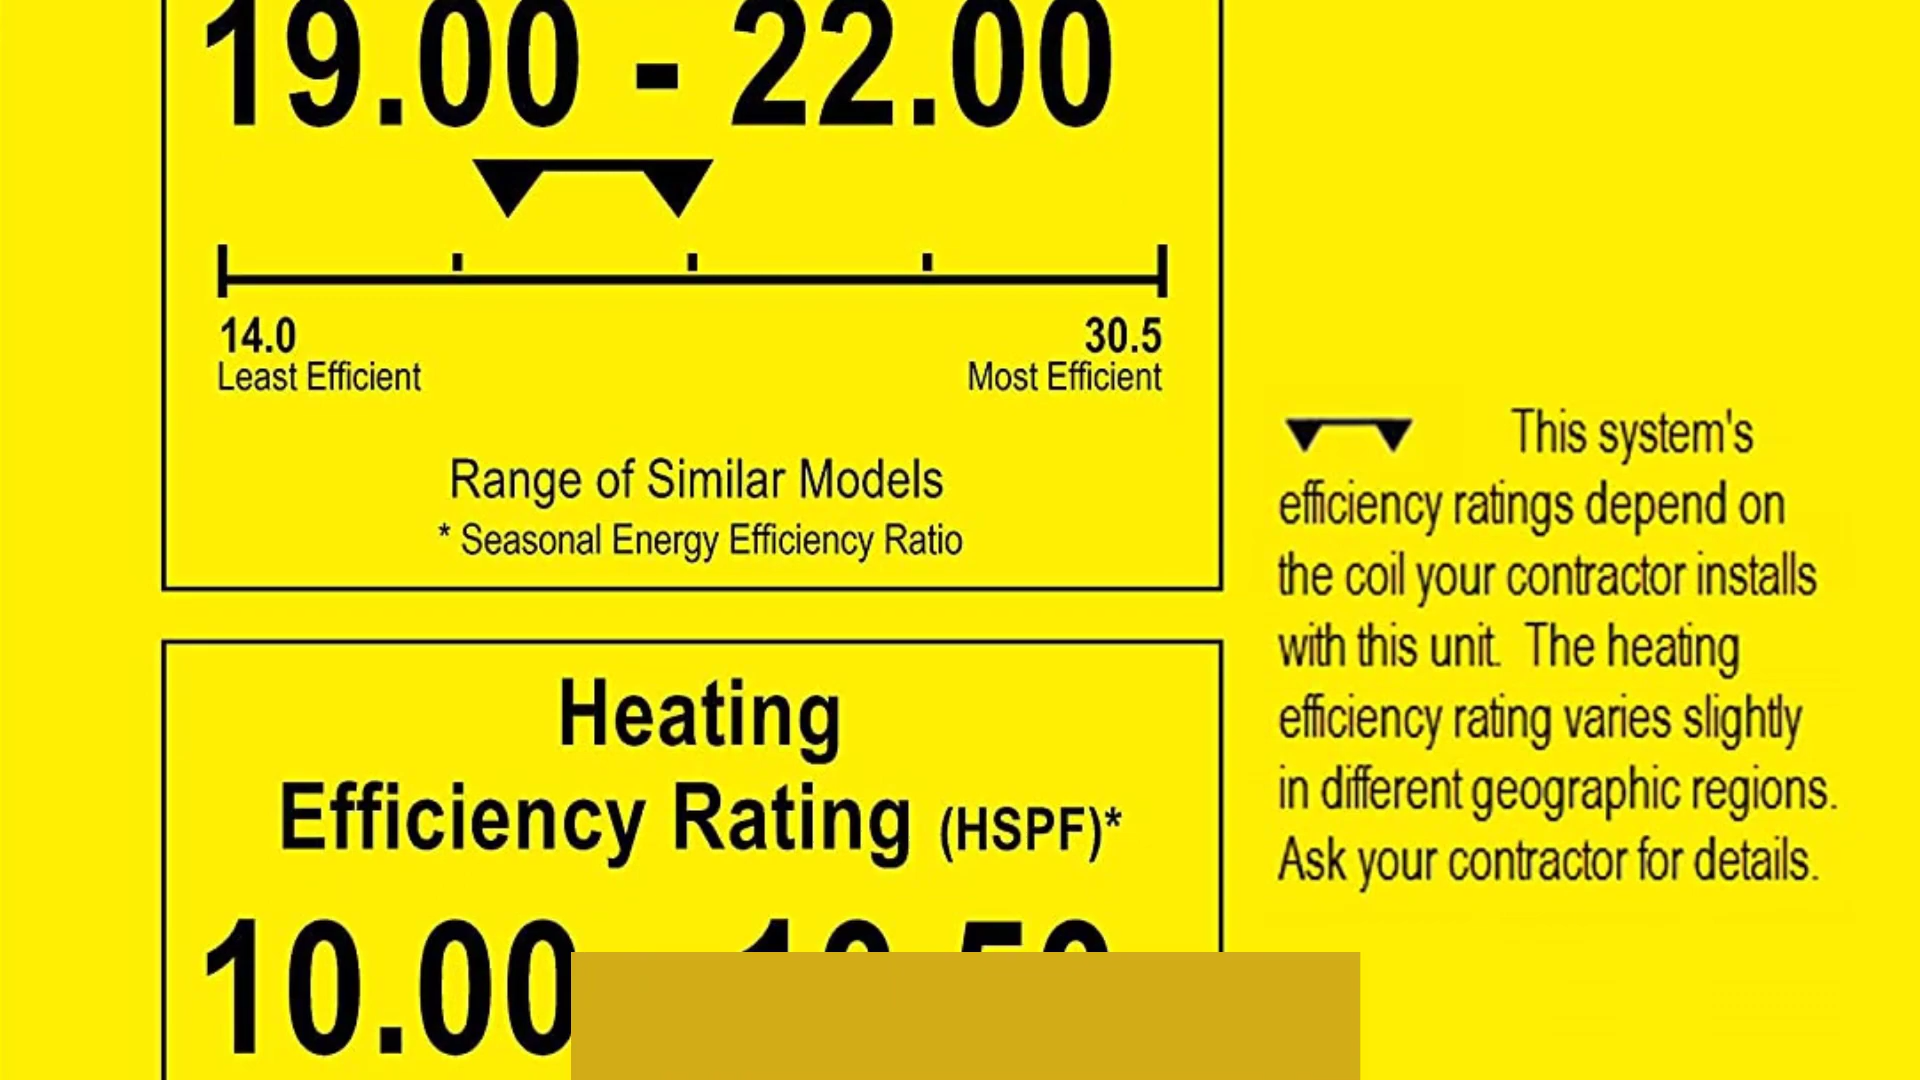 19.00 - 22.00
14.0
30.5
Least Efficient
Most Efficient
Range of Similar Models
* Seasonal Energy Efficiency Ratio
This system's
efficiency ratings depend on
the coil your contractor installs
with this unit. The heating
efficiency rating varies slightly
in different geographic regions.
Ask your contractor for details.
Heating
Efficiency Rating (HSPF)*
10.00